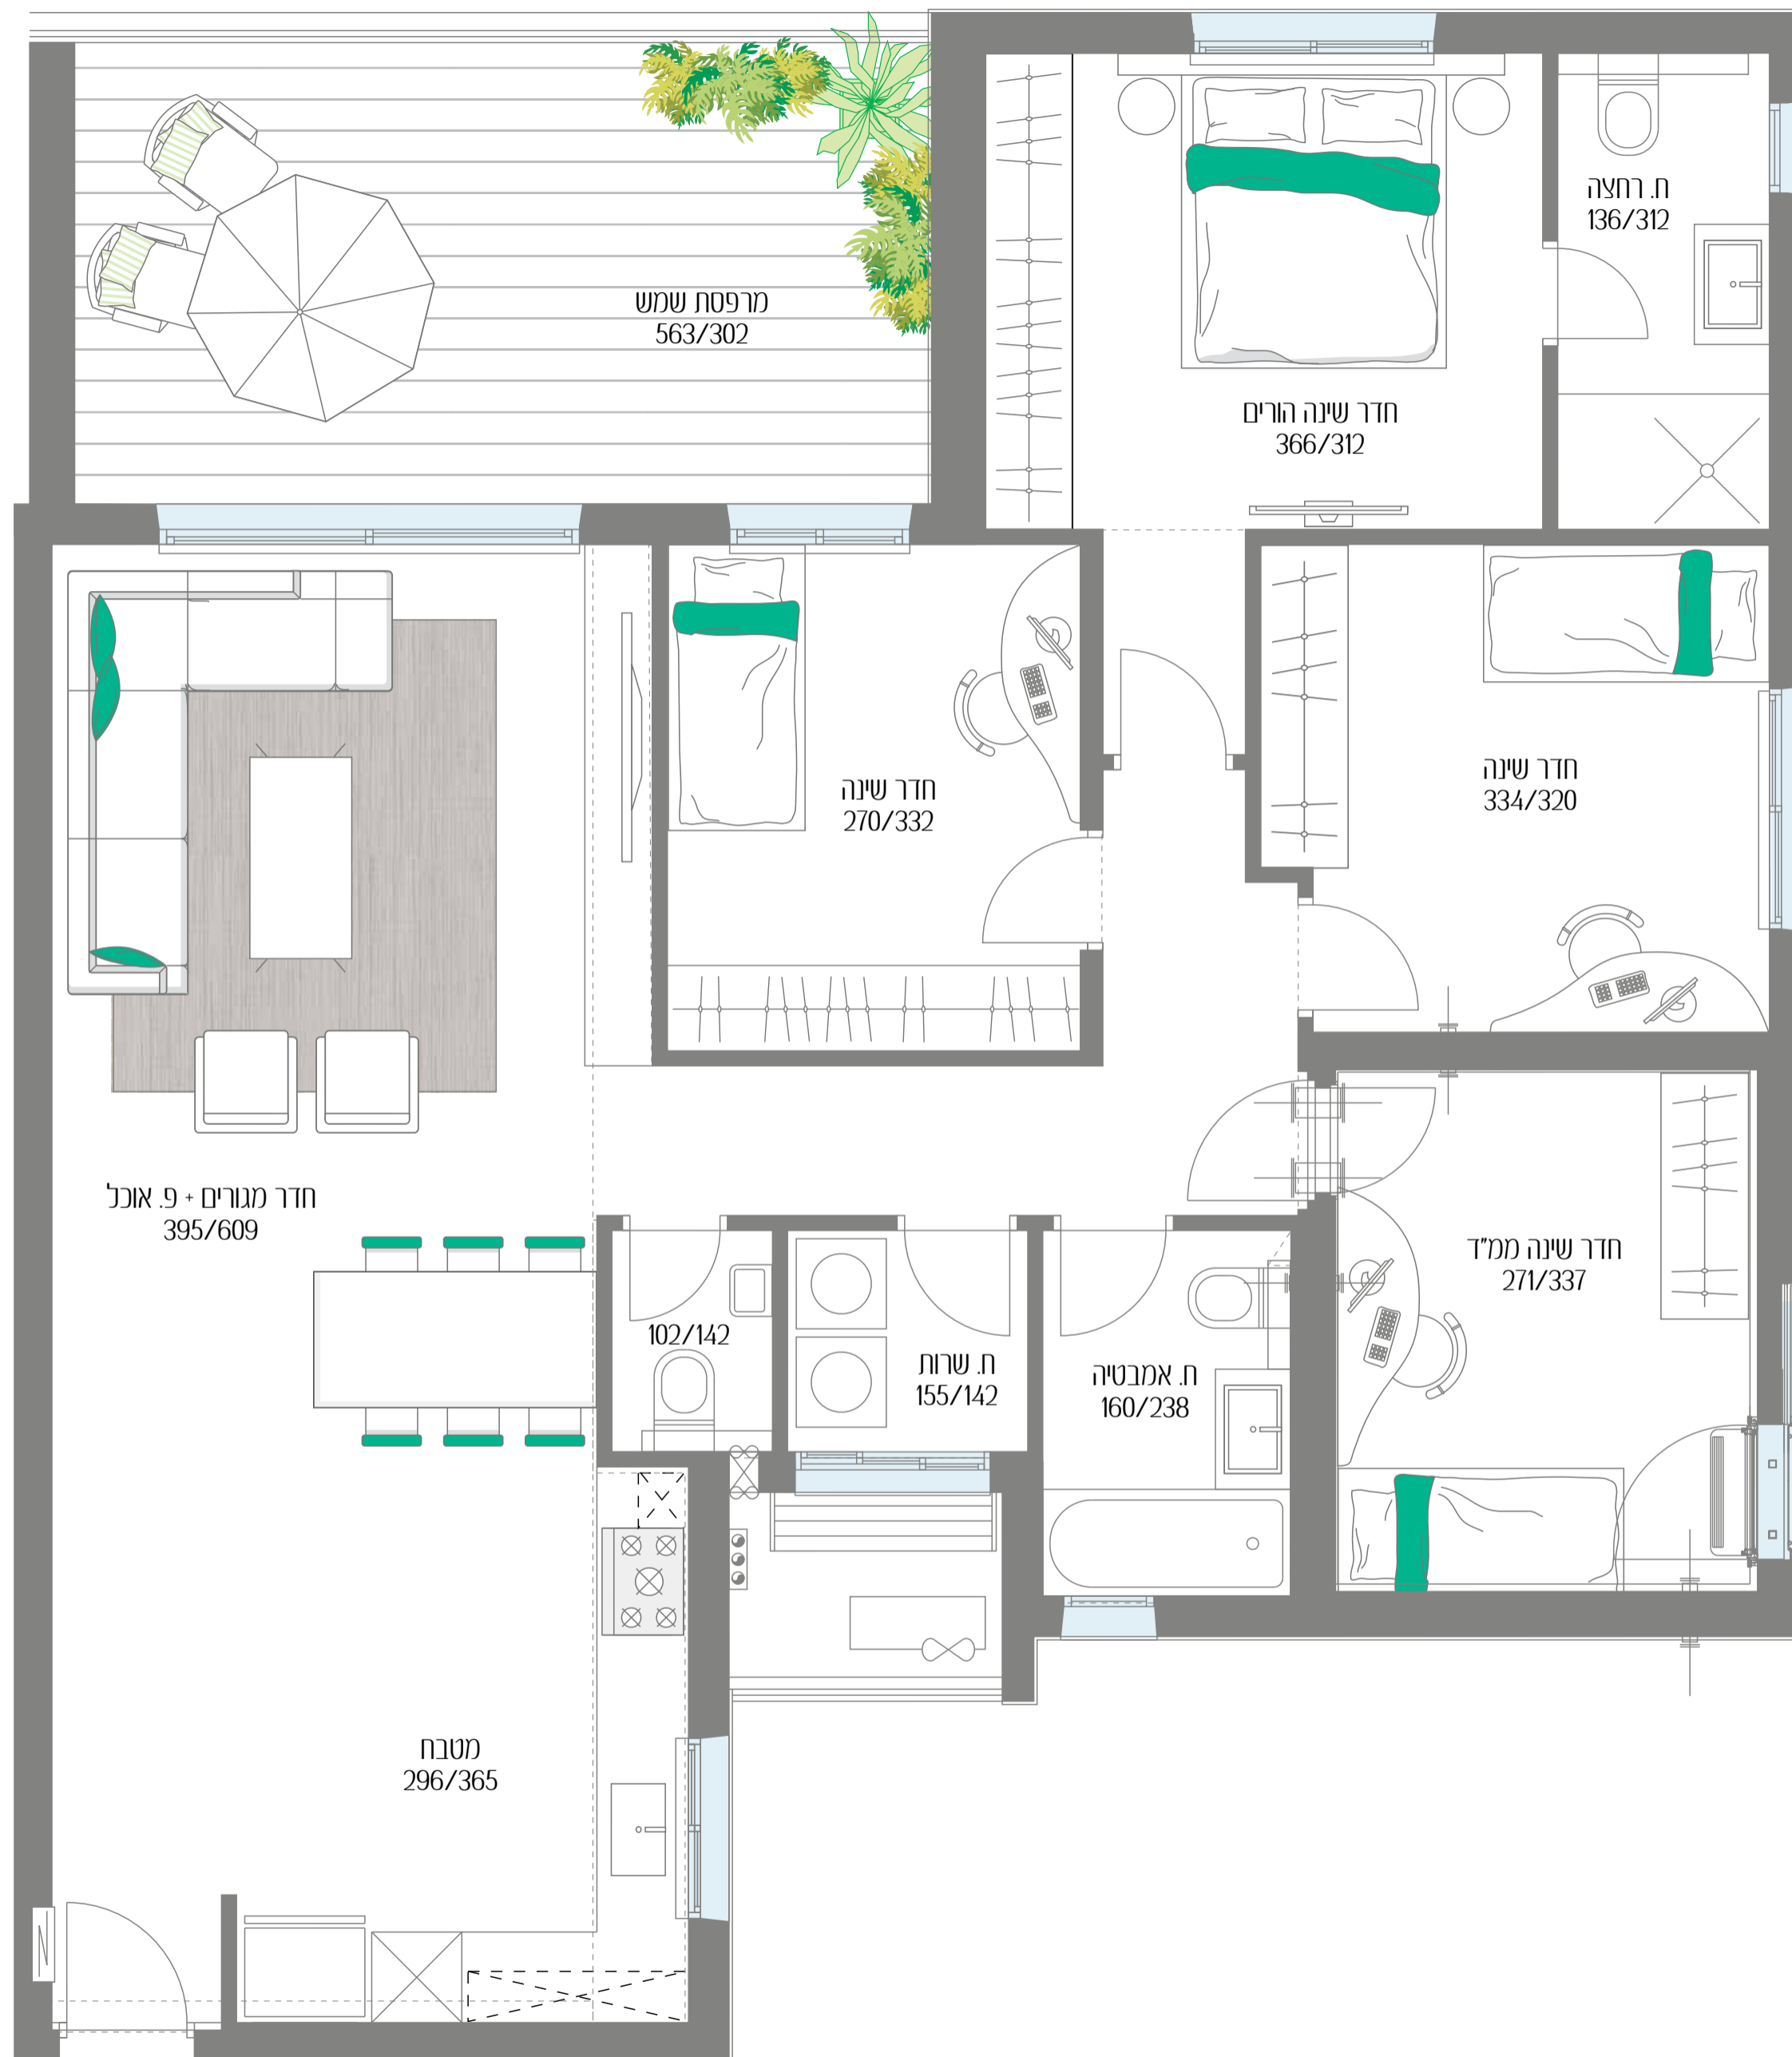 ח. רחצה
136/312
מרפסת שמש
563/302
חדר שינה הורים
366/312
חדר שינה
334/320
חדר שינה
270/332
חדר מגורים + פ. אוכל
395/609
חדר שינה ממ"ד
271/337
102/142
ח. שרות
155/142
ח. אמבטיה
160/238
מטבח
296/365